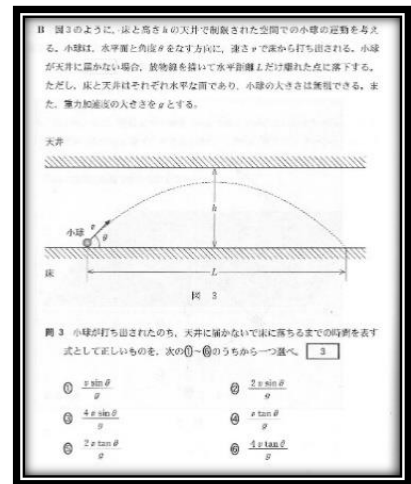 B 図3のように，床と高さhの天井で制限された空間での小球の運動を考え
る。小球は，水平面と角度θをなす方向に，速さvで床から打ち出される。小球
が天井に届かない場合，放物線を描いて水平距離Lだけ離れた点に落下する。
ただし，床と天井はそれぞれ水平な面であり，小球の大きさは無視できる。ま
た，重力加速度の大きさをgとする。
天井
h
小球
v
θ
床
L
図 3
問 3 小球が打ち出されたのち，天井に届かないで床に落ちるまでの時間を表す
式として正しいものを，次の①～⑥のうちから一つ選べ。 3
① v sin θ / g ② 2 v sin θ / g
③ 4 v sin θ / g ④ v tan θ / g
⑤ 2 v tan θ / g ⑥ 4 v tan θ / g